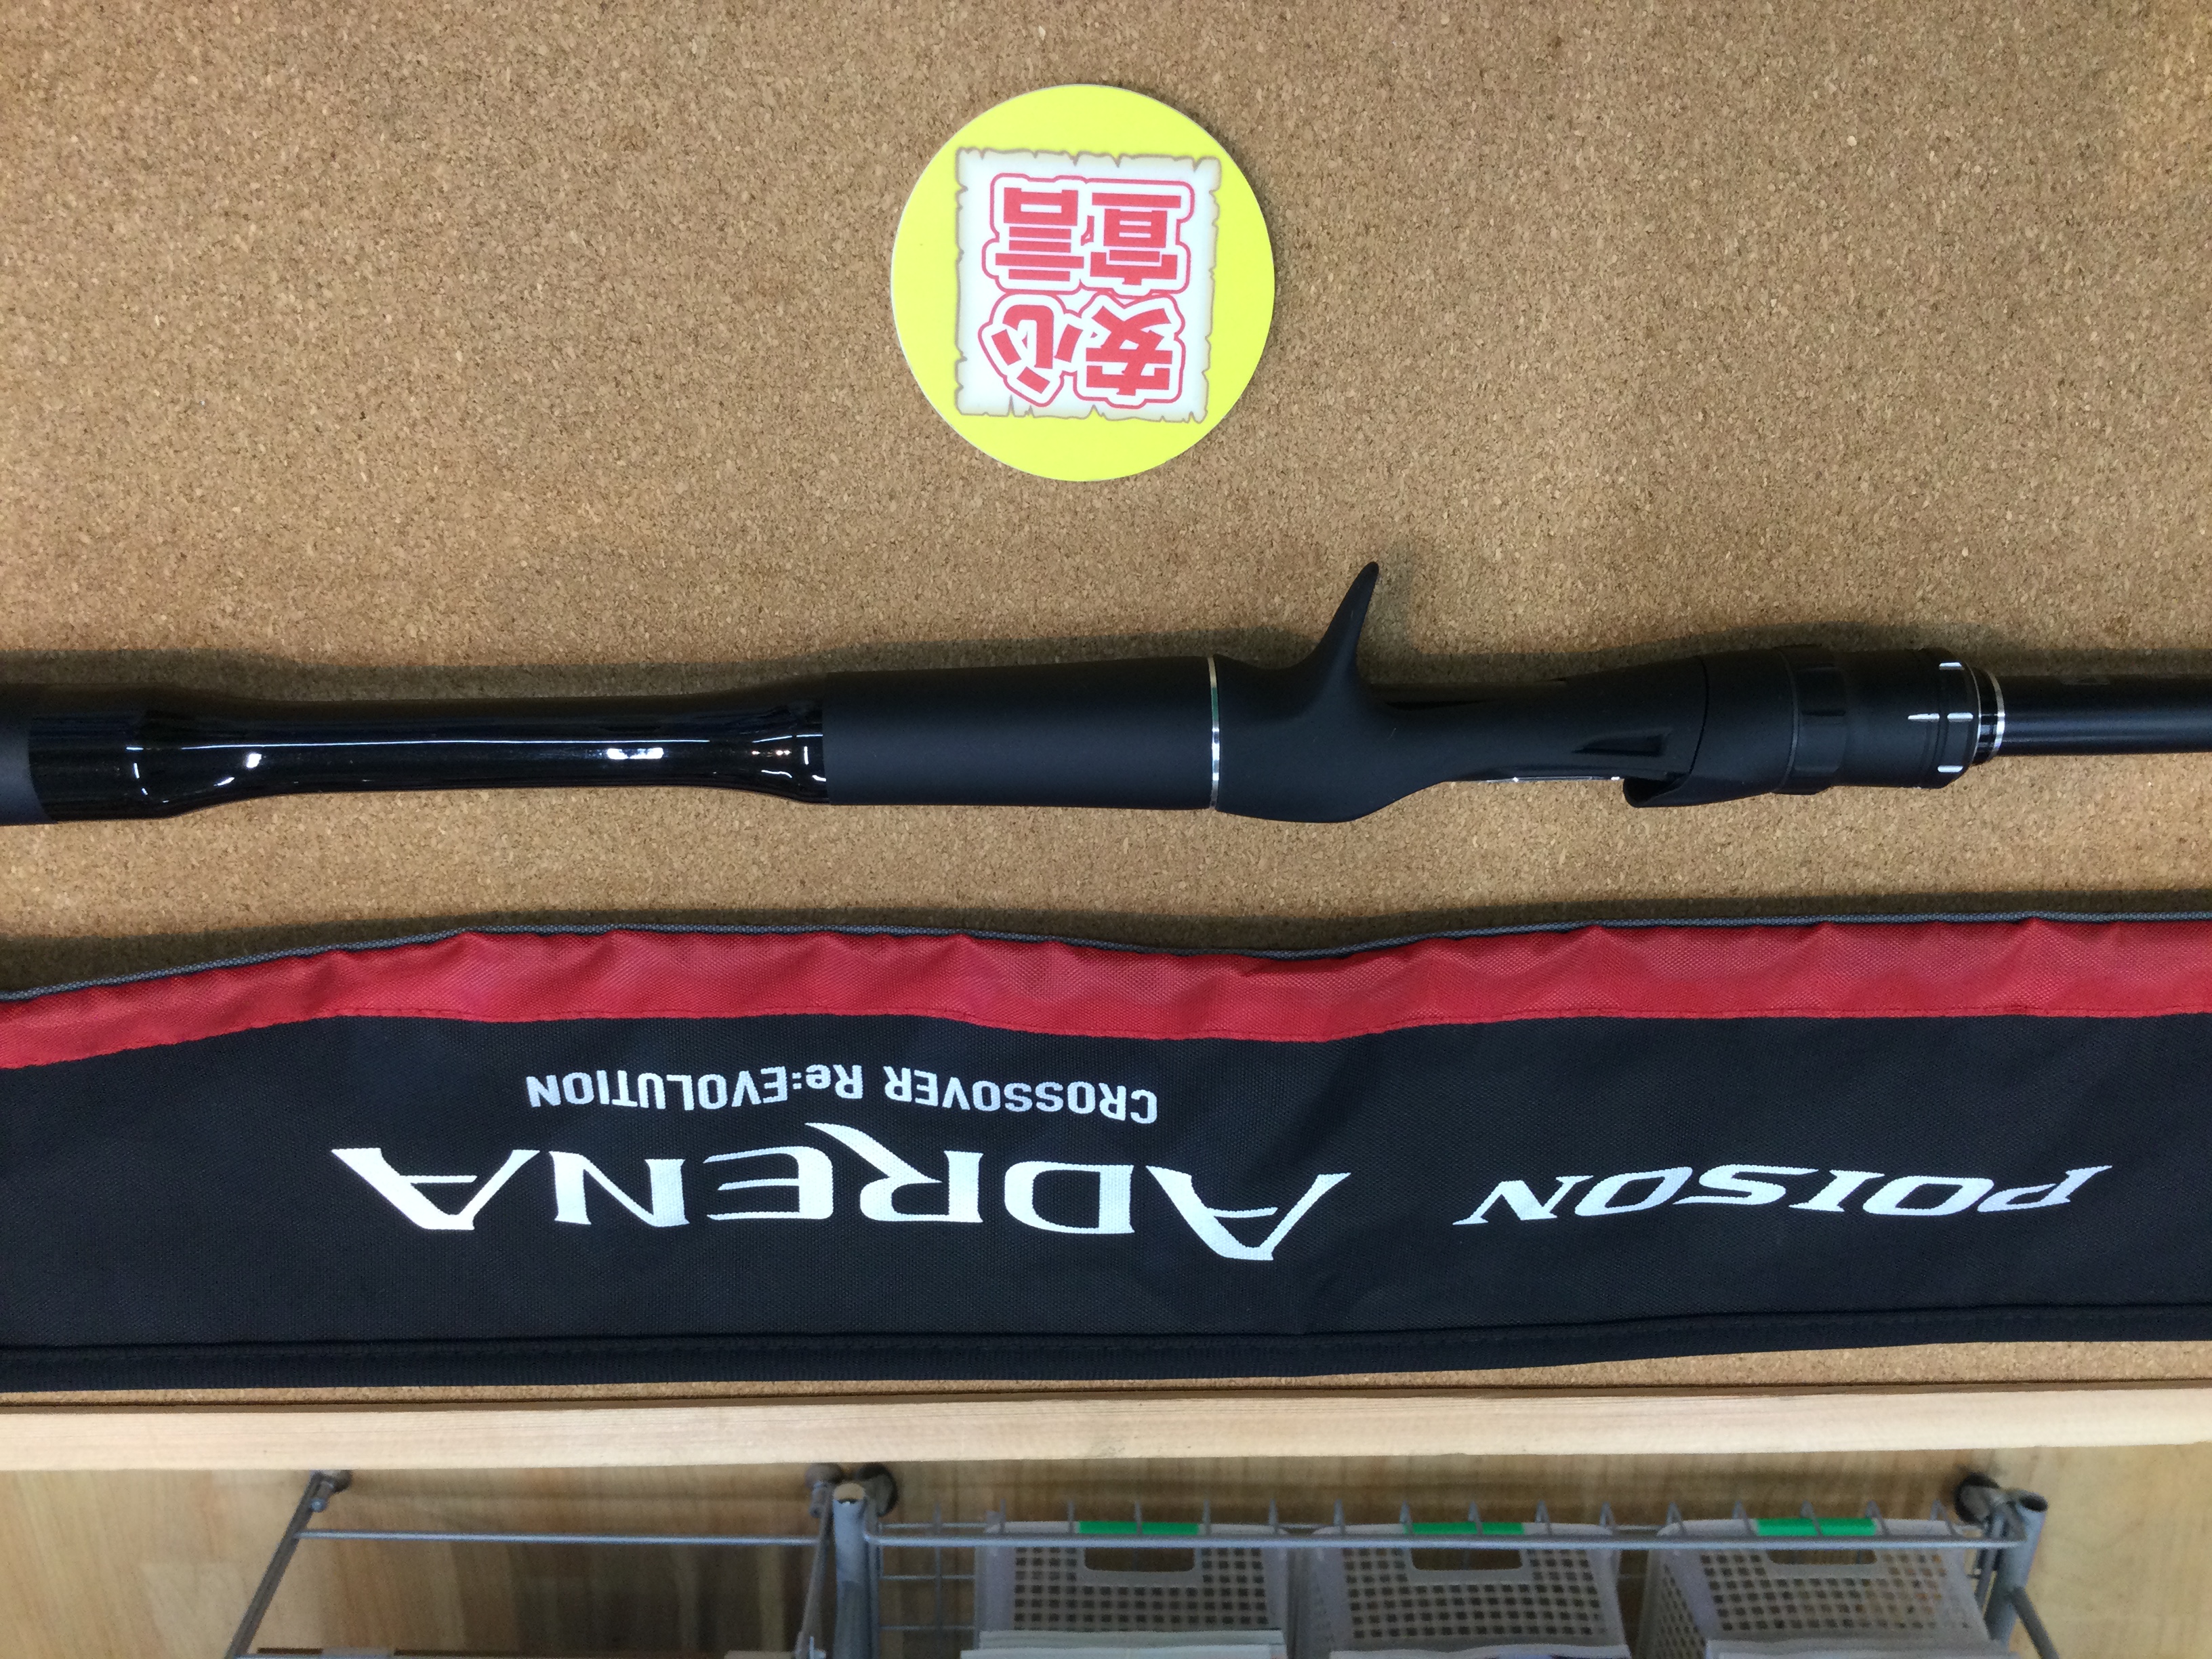 安心
宣言
POISON ADRENA
CROSSOVER Re:EVOLUTION